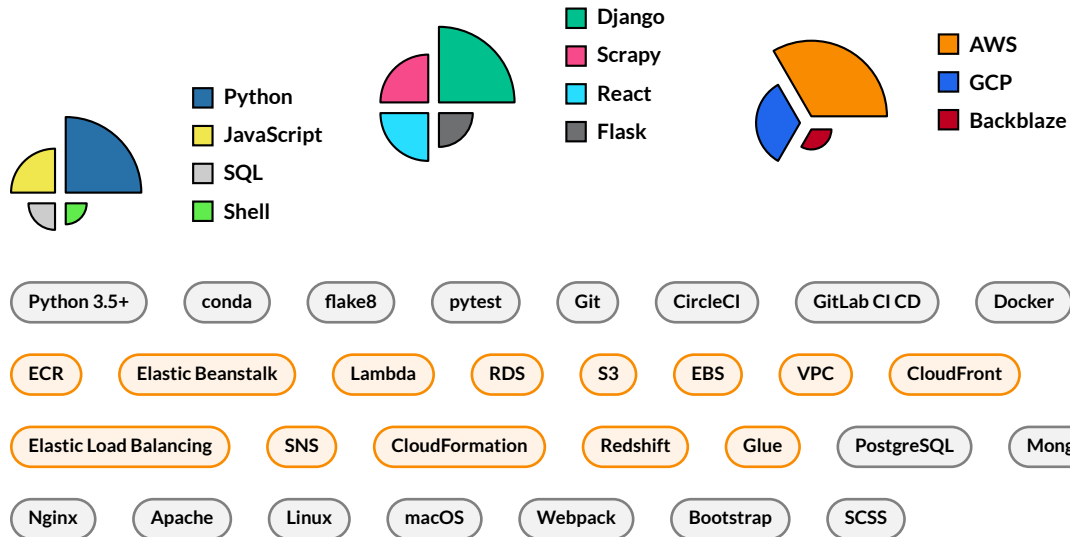 Python
JavaScript
SQL
Shell
Django
Scrapy
React
Flask
AWS
GCP
Backblaze
Python 3.5+ conda flake8 pytest Git CircleCI GitLab CI CD Docker
ECR Elastic Beanstalk Lambda RDS S3 EBS VPC CloudFront
Elastic Load Balancing SNS CloudFormation Redshift Glue PostgreSQL Mong
Nginx Apache Linux macOS Webpack Bootstrap SCSS